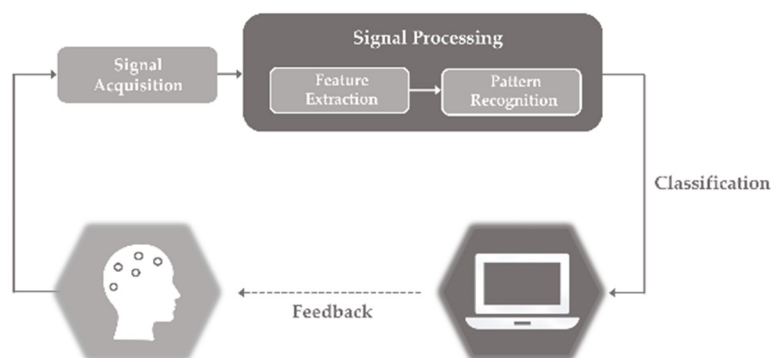 Signal Processing
Signal
Acquisition
Feature
Extraction
Pattern
Recognition
Classification
Feedback